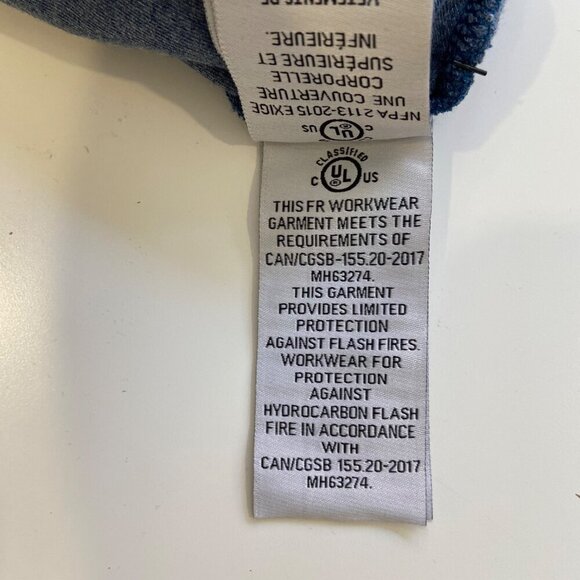 VÊTEMENTS DE
INFÉRIEURE.
SUPÉRIEURE ET
CORPORELLE
UNE COUVERTURE
NFPA 2113-2015 EXIGE
C UL US
CLASSIFIED
C UL US
THIS FR WORKWEAR
GARMENT MEETS THE
REQUIREMENTS OF
CAN/CGSB-155.20-2017
MH63274.
THIS GARMENT
PROVIDES LIMITED
PROTECTION
AGAINST FLASH FIRES.
WORKWEAR FOR
PROTECTION
AGAINST
HYDROCARBON FLASH
FIRE IN ACCORDANCE
WITH
CAN/CGSB 155.20-2017
MH63274.